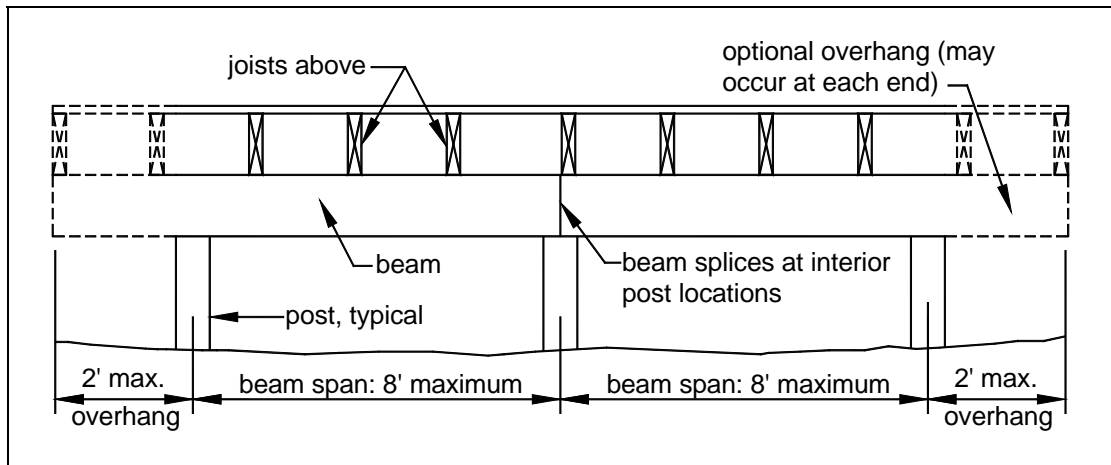 joists above
optional overhang (may
occur at each end)
beam
beam splices at interior
post locations
post, typical
2' max.
overhang
beam span: 8' maximum
beam span: 8' maximum
2' max.
overhang